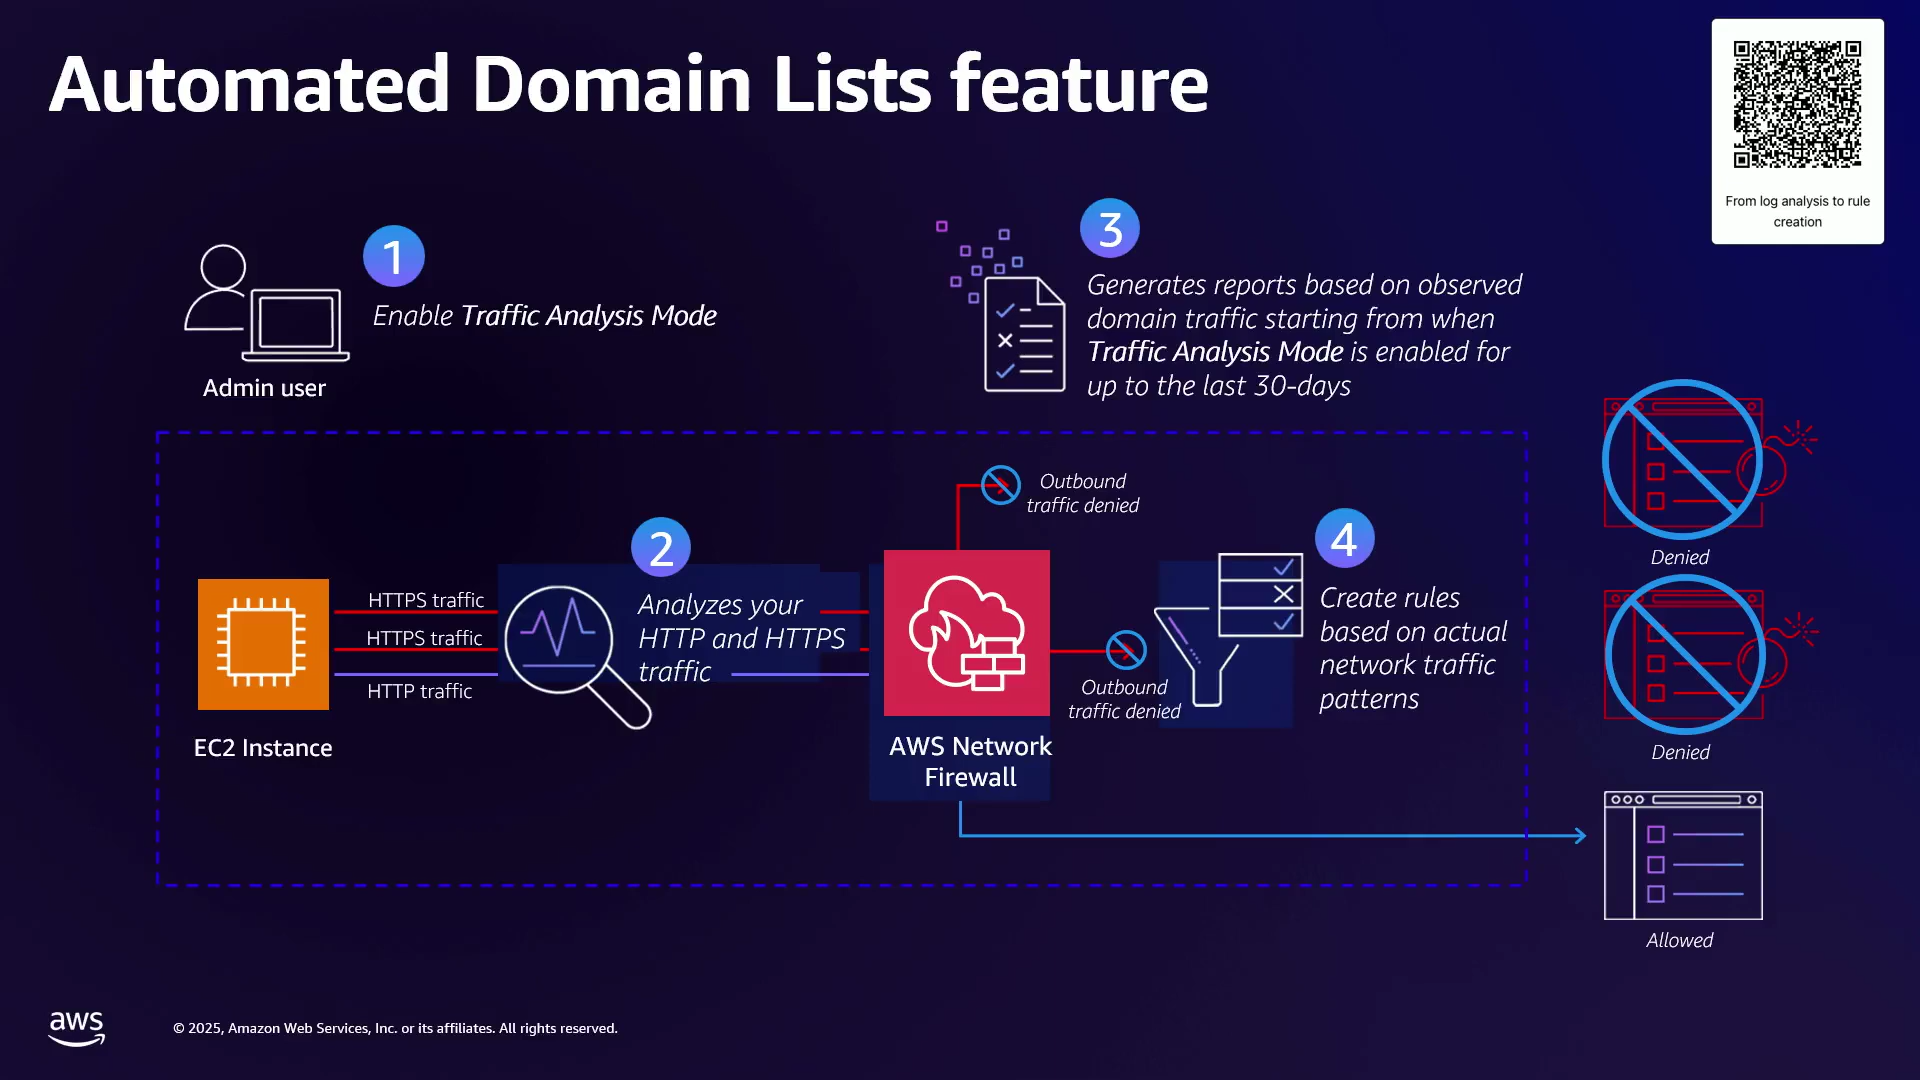 Automated Domain Lists feature
From log analysis to rule
creation
1
Enable Traffic Analysis Mode
Admin user
3
Generates reports based on observed
domain traffic starting from when
Traffic Analysis Mode is enabled for
up to the last 30-days
Denied
Outbound
traffic denied
2
Analyzes your
HTTP and HTTPS
traffic
HTTPS traffic
HTTPS traffic
HTTP traffic
EC2 Instance
AWS Network
Firewall
Outbound
traffic denied
4
Create rules
based on actual
network traffic
patterns
Denied
Allowed
aws
© 2025, Amazon Web Services, Inc. or its affiliates. All rights reserved.